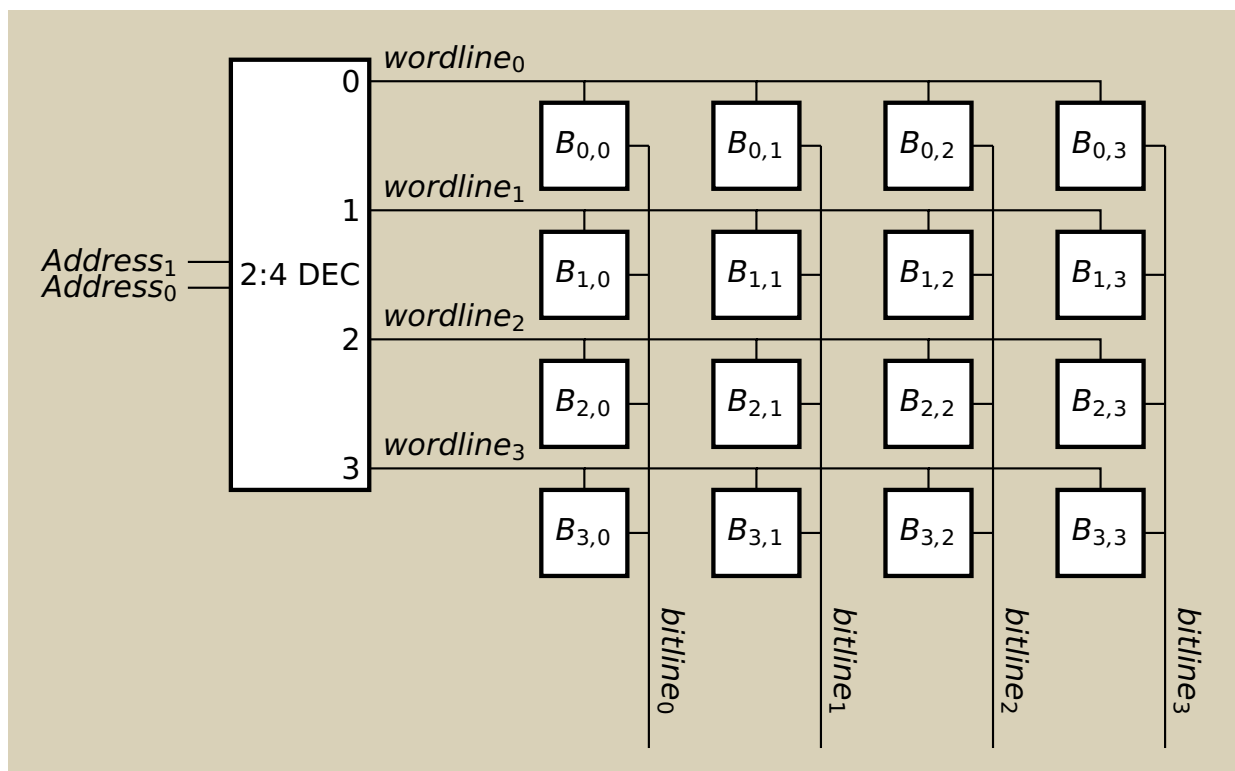 wordline₀
0
B₀,₀ B₀,₁ B₀,₂ B₀,₃
wordline₁
1
Address₁
Address₀
2:4 DEC
B₁,₀ B₁,₁ B₁,₂ B₁,₃
wordline₂
2
B₂,₀ B₂,₁ B₂,₂ B₂,₃
wordline₃
3
B₃,₀ B₃,₁ B₃,₂ B₃,₃
bitline₀
bitline₁
bitline₂
bitline₃